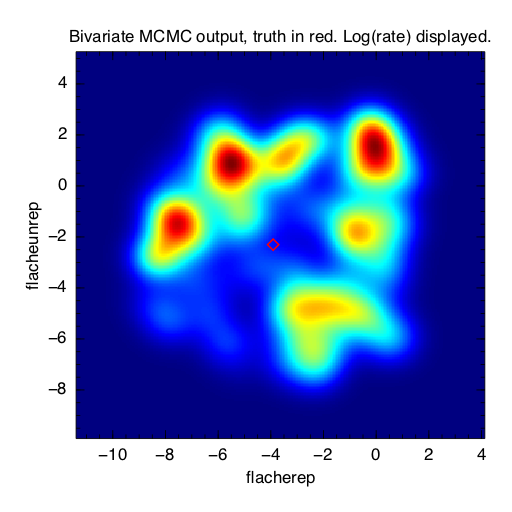 Bivariate MCMC output, truth in red. Log(rate) displayed.
4
2
0
−2
−4
−6
−8
flacheunrep
−10 −8 −6 −4 −2 0 2 4
flacherep